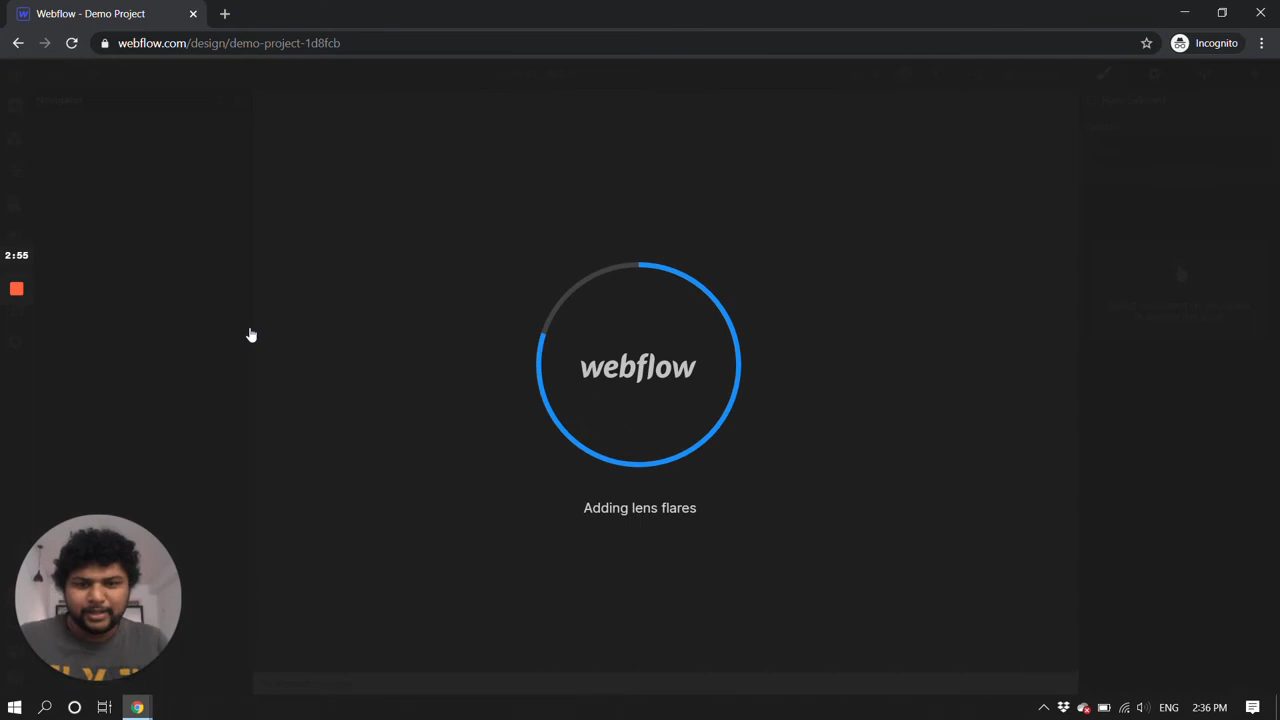 Webflow - Demo Project
webflow.com/design/demo-project-1d8fcb
Incognito
Navigator
2:55
webflow
Adding lens flares
ENG
2:36 PM